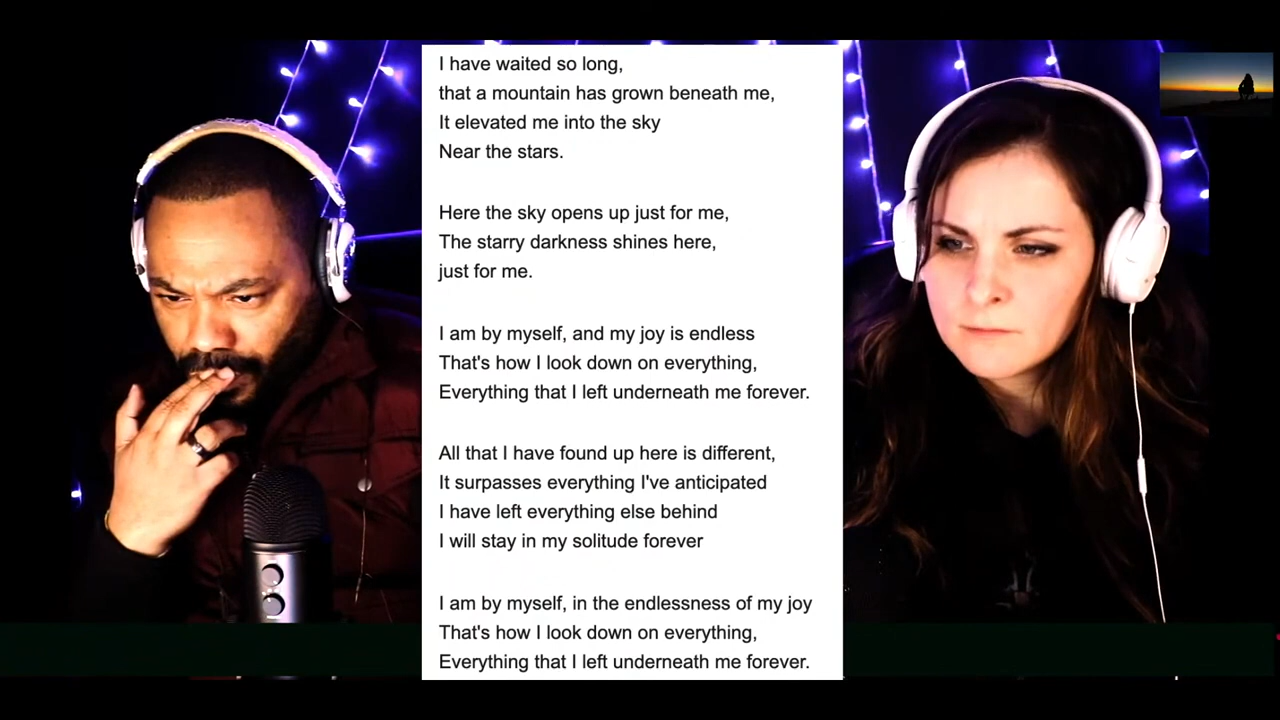 I have waited so long,
that a mountain has grown beneath me,
It elevated me into the sky
Near the stars.
Here the sky opens up just for me,
The starry darkness shines here,
just for me.
I am by myself, and my joy is endless
That's how I look down on everything,
Everything that I left underneath me forever.
All that I have found up here is different,
It surpasses everything I've anticipated
I have left everything else behind
I will stay in my solitude forever
I am by myself, in the endlessness of my joy
That's how I look down on everything,
Everything that I left underneath me forever.